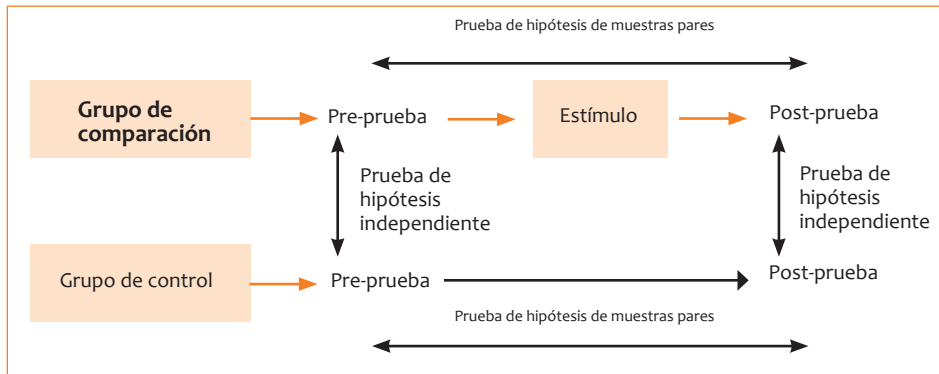 Prueba de hipótesis de muestras pares
Grupo de
comparación
Pre-prueba
Estímulo
Post-prueba
Prueba de
hipótesis
independiente
Prueba de
hipótesis
independiente
Grupo de control
Pre-prueba
Post-prueba
Prueba de hipótesis de muestras pares